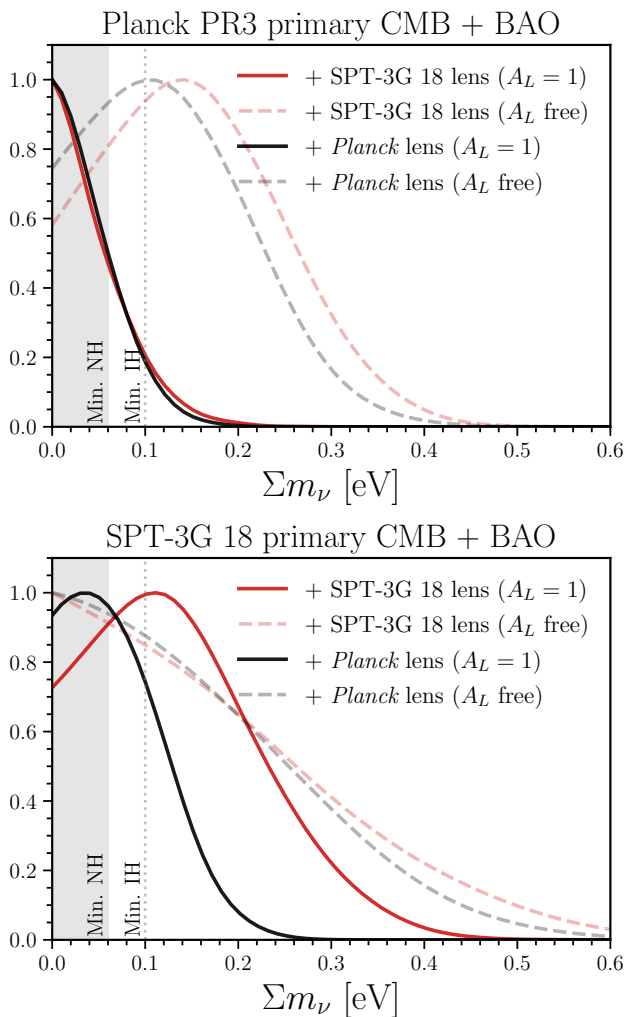 Planck PR3 primary CMB + BAO
1.0
+ SPT-3G 18 lens (A_L = 1)
+ SPT-3G 18 lens (A_L free)
0.8
+ Planck lens (A_L = 1)
+ Planck lens (A_L free)
0.6
0.4
0.2
Min. NH
Min. IH
0.0
0.0 0.1 0.2 0.3 0.4 0.5 0.6
Σm_ν [eV]
SPT-3G 18 primary CMB + BAO
1.0
+ SPT-3G 18 lens (A_L = 1)
+ SPT-3G 18 lens (A_L free)
0.8
+ Planck lens (A_L = 1)
+ Planck lens (A_L free)
0.6
0.4
0.2
Min. NH
Min. IH
0.0
0.0 0.1 0.2 0.3 0.4 0.5 0.6
Σm_ν [eV]